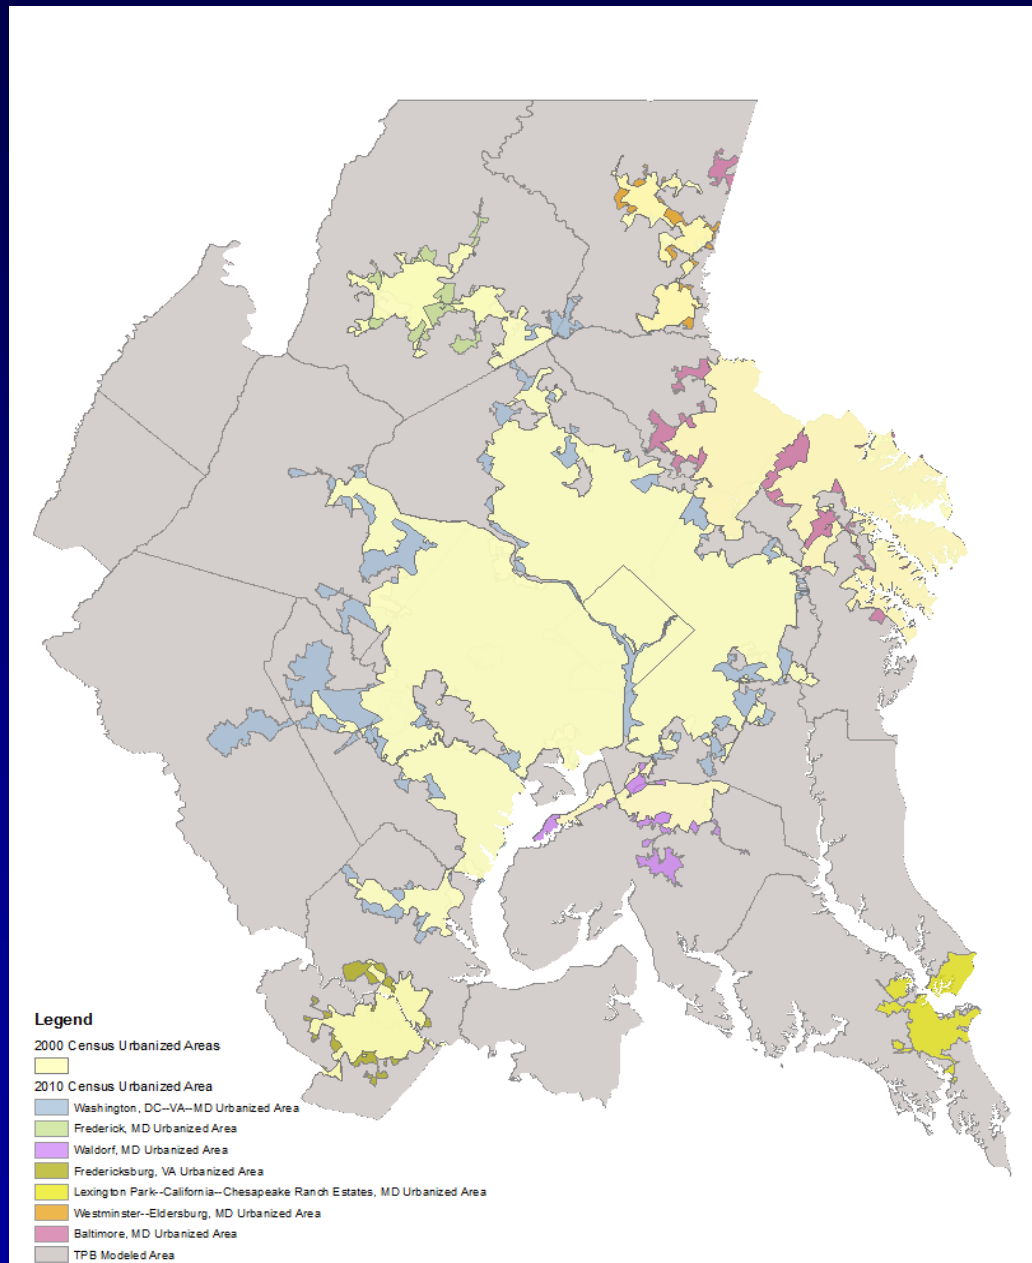 Legend
2000 Census Urbanized Areas
2010 Census Urbanized Area
Washington, DC--VA--MD Urbanized Area
Frederick, MD Urbanized Area
Waldorf, MD Urbanized Area
Fredericksburg, VA Urbanized Area
Lexington Park--California--Chesapeake Ranch Estates, MD Urbanized Area
Westminster--Eldersburg, MD Urbanized Area
Baltimore, MD Urbanized Area
TPB Modeled Area